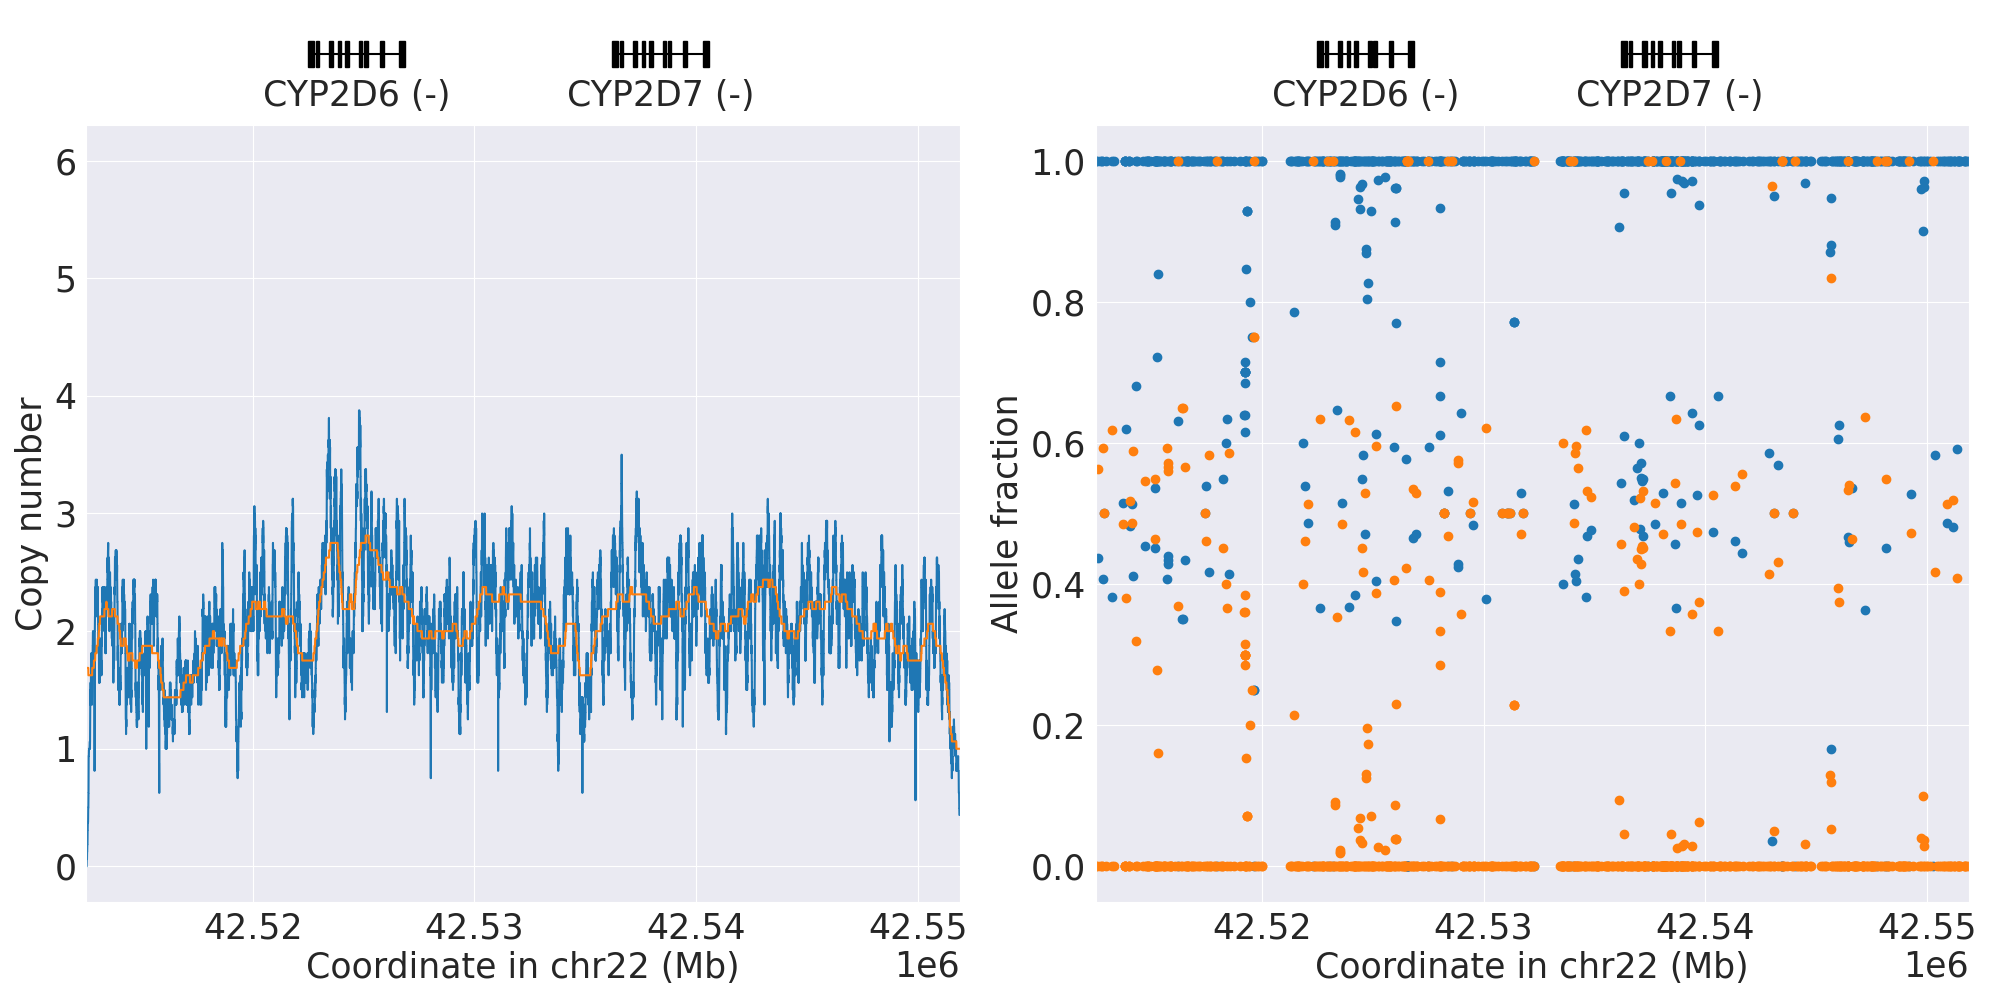 CYP2D6 (-) CYP2D7 (-)
6
5
4
3
2
1
0
Copy number
42.52 42.53 42.54 42.55
Coordinate in chr22 (Mb)
1e6
CYP2D6 (-) CYP2D7 (-)
1.0
0.8
0.6
0.4
0.2
0.0
Allele fraction
42.52 42.53 42.54 42.55
Coordinate in chr22 (Mb)
1e6